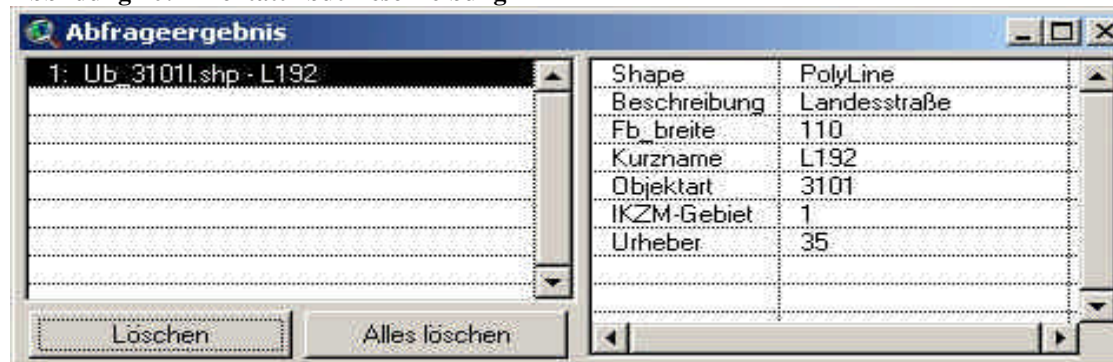 Abfrageergebnis
1: Ub_3101l.shp - L192
Shape PolyLine
Beschreibung Landesstraße
Fb_breite 110
Kurzname L192
Objektart 3101
IKZM-Gebiet 1
Urheber 35
Löschen Alles löschen